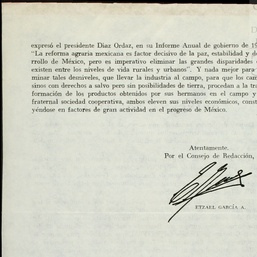 D
expresó el presidente Díaz Ordaz, en su Informe Anual de gobierno de 19
"La reforma agraria mexicana es factor decisivo de la paz, estabilidad y de
rrollo de México, pero es imperativo eliminar las grandes disparidades
existen entre los niveles de vida rurales y urbanos". Y nada mejor para
minar tales desniveles, que llevar la industria al campo, para que los cam
sinos con derechos a salvo pero sin posibilidades de tierra, procedan a la tra
formación de los productos obtenidos por sus hermanos en el campo y
fraternal sociedad cooperativa, ambos eleven sus niveles económicos, const
yéndose en factores de gran actividad en el progreso de México.
Atentamente.
Por el Consejo de Redacción,
ETZAEL GARCÍA A.